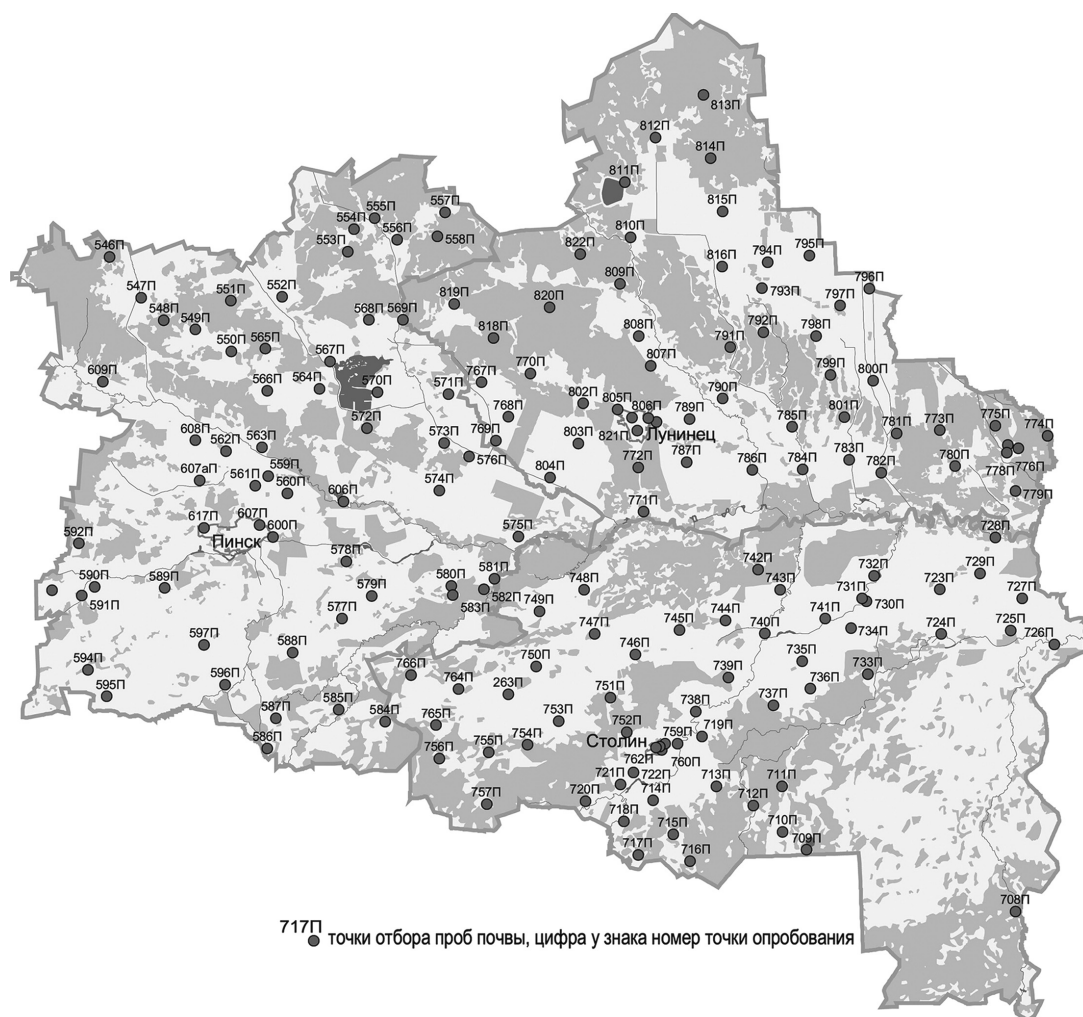 813П
812П
814П
811П
815П
557П
555П
554П
810П
556П
558П
553П
822П
546П
816П
794П
795П
809П
796П
547П
551П
552П
793П
819П
820П
797П
548П
549П
568П
569П
818П
808П
792П
798П
550П
565П
791П
567П
807П
609П
566П
564П
570П
571П
767П
770П
799П
800П
802П
805П
806П
790П
572П
768П
789П
785П
801П
608П
821П
Лунинец
781П
773П
775П
774П
562П
563П
573П
769П
803П
576П
772П
787П
786П
784П
783П
782П
780П
778П
776П
607аП
561П
559П
560П
574П
804П
779П
606П
771П
617П
607П
600П
Пинск
575П
728П
592П
578П
742П
590П
591П
589П
579П
580П
581П
582П
583П
748П
743П
732П
731П
730П
723П
729П
727П
577П
749П
597П
588П
747П
745П
744П
740П
741П
734П
724П
725П
726П
746П
594П
595П
596П
766П
764П
750П
263П
735П
736П
733П
739П
751П
737П
585П
587П
584П
765П
753П
738П
586П
752П
Столин
759П
719П
756П
755П
754П
762П
760П
721П
722П
713П
711П
757П
720П
714П
712П
718П
715П
710П
709П
717П
716П
708П
717П
точки отбора проб почвы, цифра у знака номер точки опробования